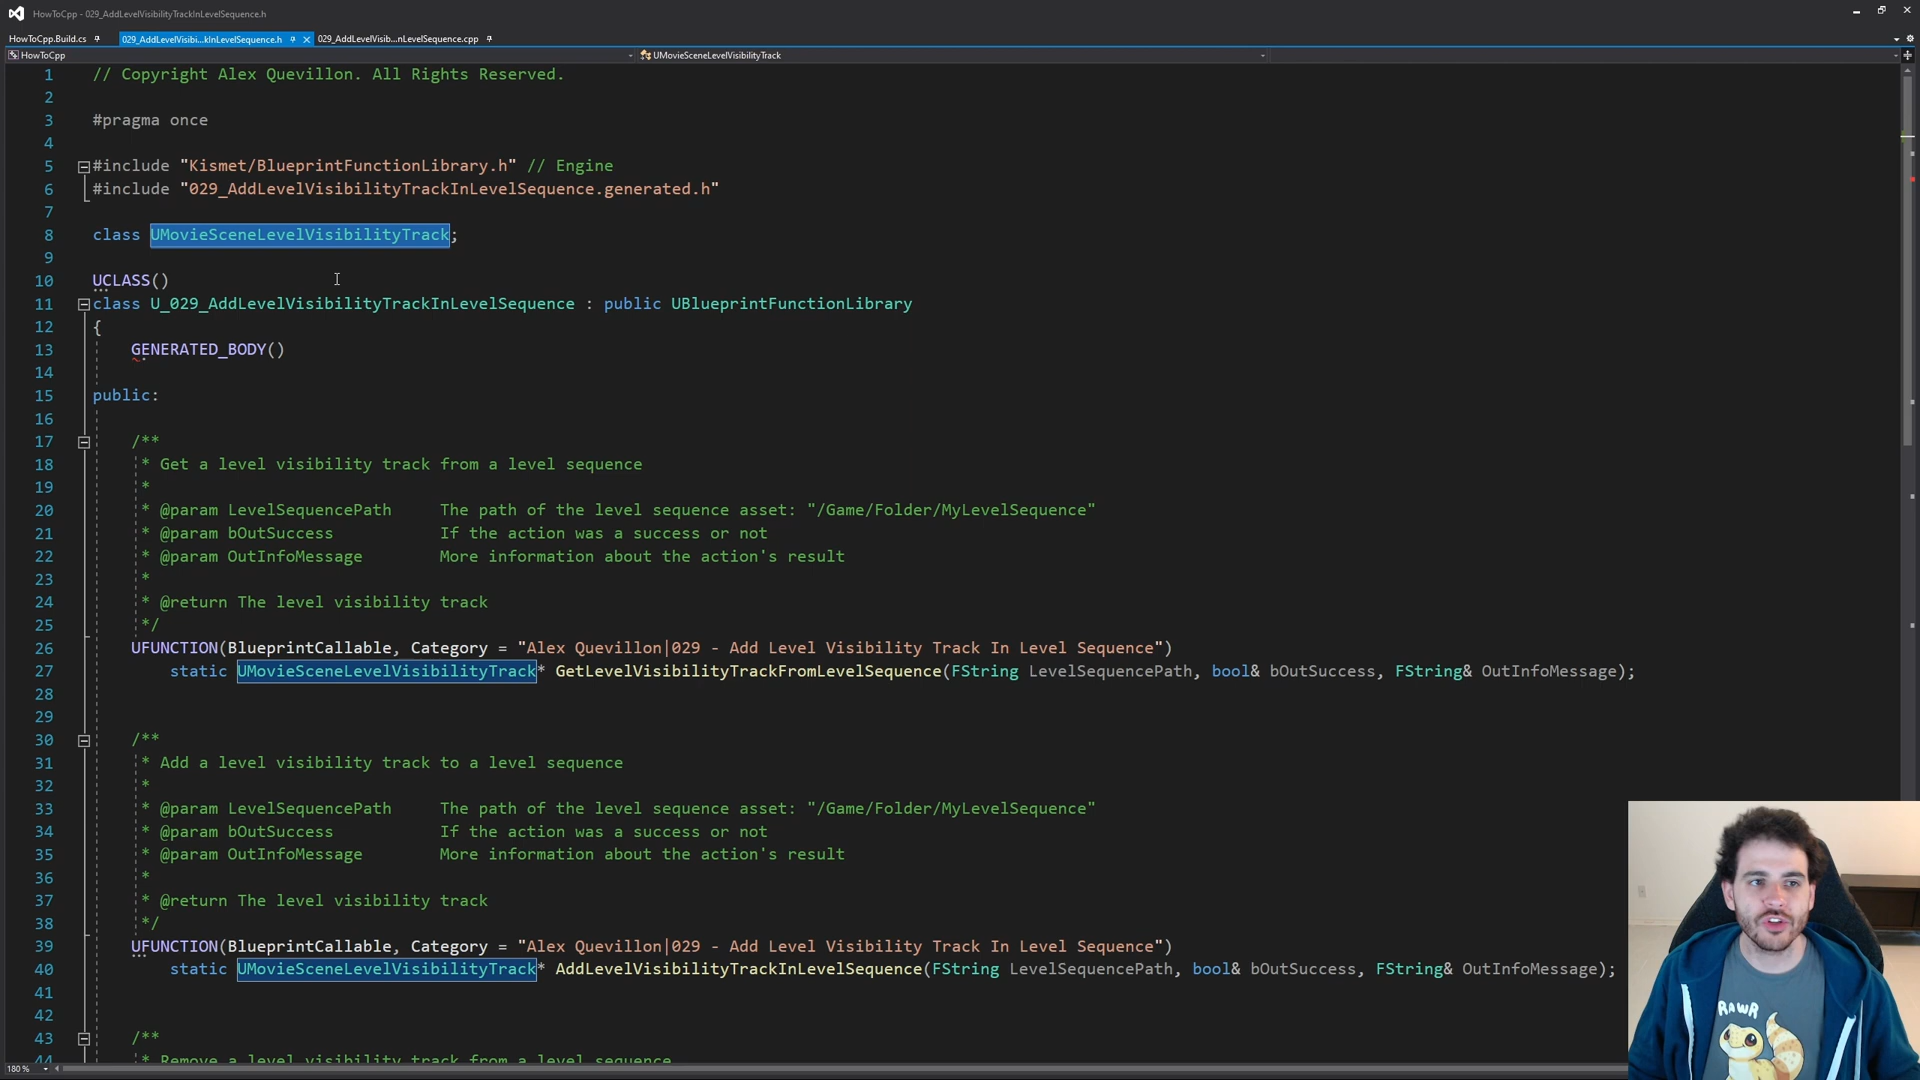 HowToCpp - 029_AddLevelVisibilityTrackInLevelSequence.h
HowToCpp.Build.cs
029_AddLevelVisibi...kInLevelSequence.h
029_AddLevelVisib...nLevelSequence.cpp
HowToCpp
UMovieSceneLevelVisibilityTrack
1 // Copyright Alex Quevillon. All Rights Reserved.
2
3 #pragma once
4
5 #include "Kismet/BlueprintFunctionLibrary.h" // Engine
6 #include "029_AddLevelVisibilityTrackInLevelSequence.generated.h"
7
8 class UMovieSceneLevelVisibilityTrack;
9
10 UCLASS()
11 class U_029_AddLevelVisibilityTrackInLevelSequence : public UBlueprintFunctionLibrary
12 {
13 GENERATED_BODY()
14
15 public:
16
17 /**
18 * Get a level visibility track from a level sequence
19 *
20 * @param LevelSequencePath The path of the level sequence asset: "/Game/Folder/MyLevelSequence"
21 * @param bOutSuccess If the action was a success or not
22 * @param OutInfoMessage More information about the action's result
23 *
24 * @return The level visibility track
25 */
26 UFUNCTION(BlueprintCallable, Category = "Alex Quevillon|029 - Add Level Visibility Track In Level Sequence")
27 static UMovieSceneLevelVisibilityTrack* GetLevelVisibilityTrackFromLevelSequence(FString LevelSequencePath, bool& bOutSuccess, FString& OutInfoMessage);
28
29
30 /**
31 * Add a level visibility track to a level sequence
32 *
33 * @param LevelSequencePath The path of the level sequence asset: "/Game/Folder/MyLevelSequence"
34 * @param bOutSuccess If the action was a success or not
35 * @param OutInfoMessage More information about the action's result
36 *
37 * @return The level visibility track
38 */
39 UFUNCTION(BlueprintCallable, Category = "Alex Quevillon|029 - Add Level Visibility Track In Level Sequence")
40 static UMovieSceneLevelVisibilityTrack* AddLevelVisibilityTrackInLevelSequence(FString LevelSequencePath, bool& bOutSuccess, FString& OutInfoMessage);
41
42
43 /**
44 * Remove a level visibility track from a level sequence
180 %
RAWR